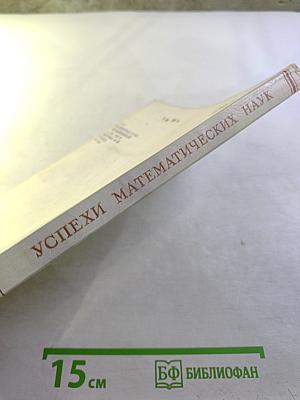 УСПЕХИ МАТЕМАТИЧЕСКИХ НАУК
15 СМ
БФ БИБЛИОФАН